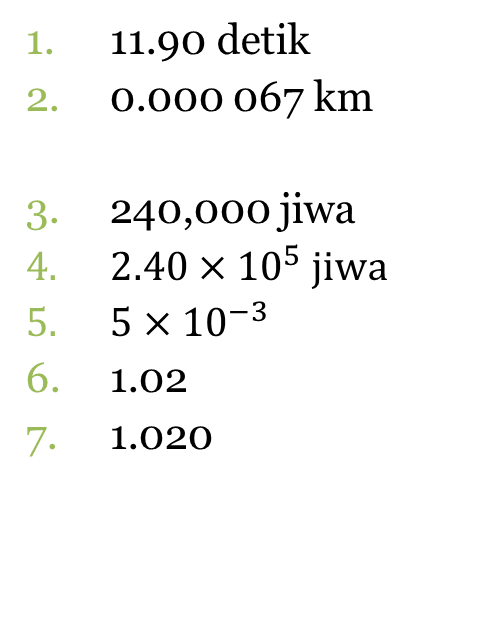 1. 11.90 detik
2. 0.000 067 km
3. 240,000 jiwa
4. 2.40 × 10⁵ jiwa
5. 5 × 10⁻³
6. 1.02
7. 1.020